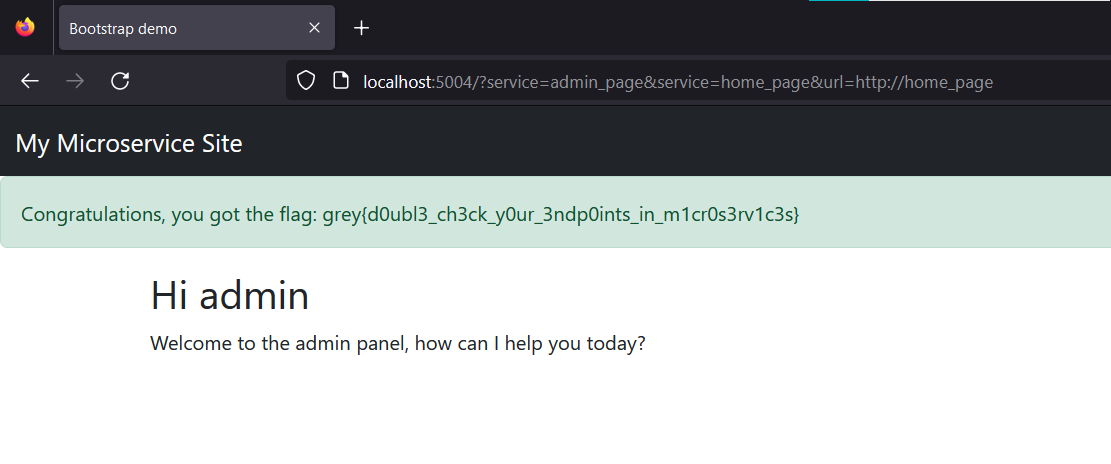 Bootstrap demo
localhost:5004/?service=admin_page&service=home_page&url=http://home_page
My Microservice Site
Congratulations, you got the flag: grey{d0ubl3_ch3ck_y0ur_3ndp0ints_in_m1cr0s3rv1c3s}
Hi admin
Welcome to the admin panel, how can I help you today?